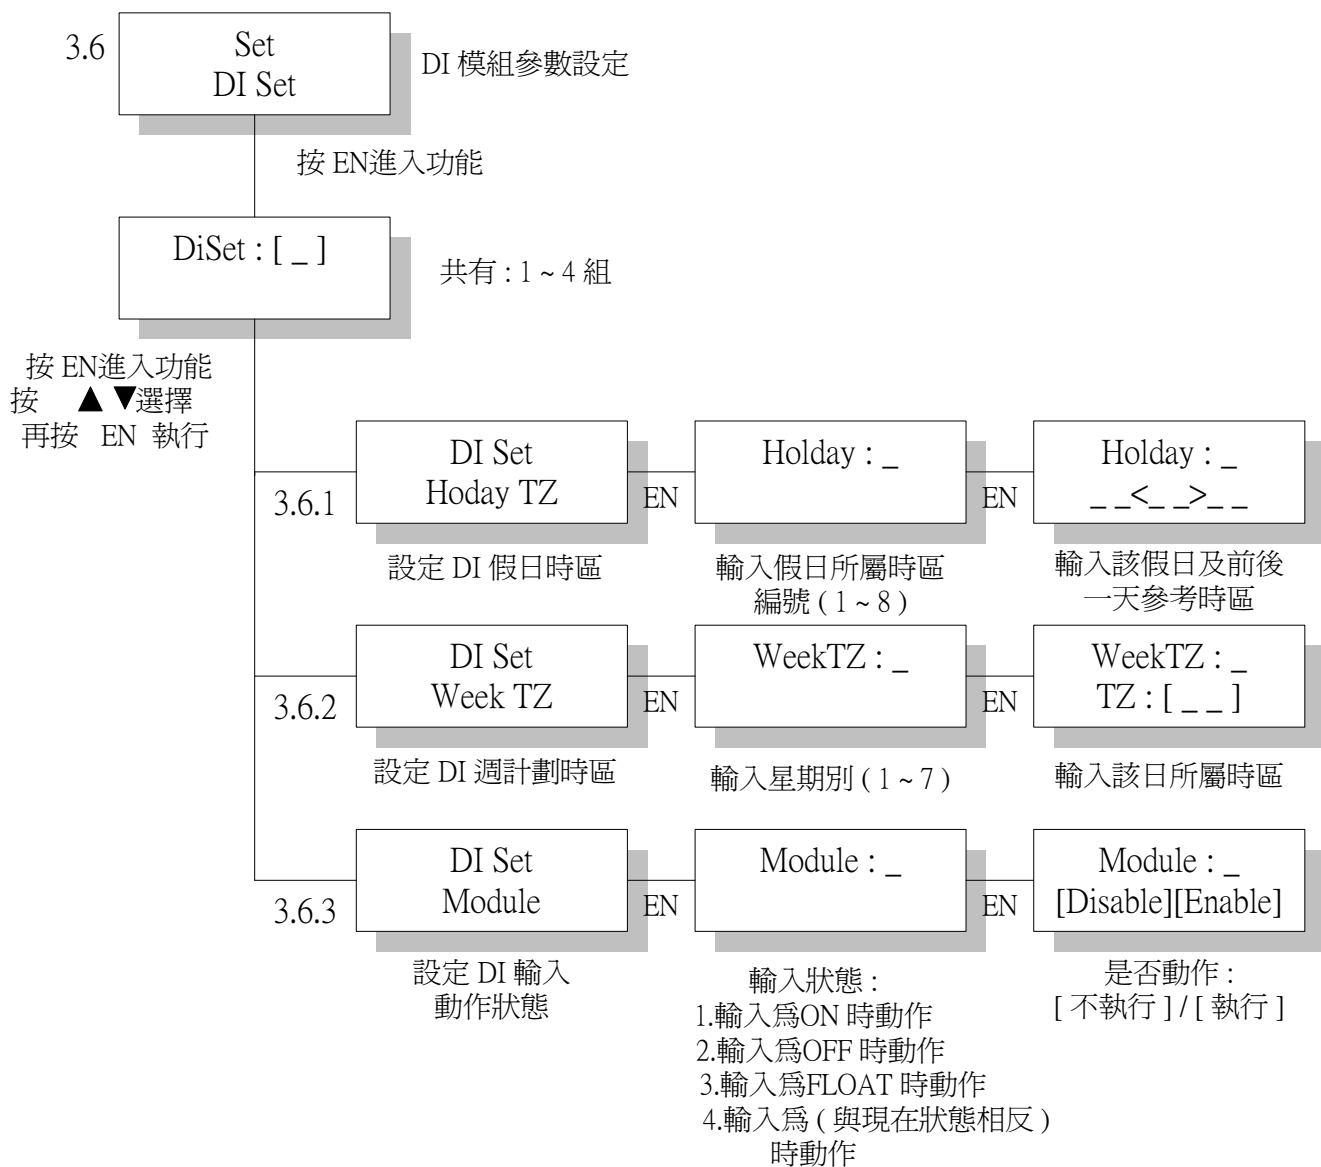 3.6
Set
DI Set
DI 模組參數設定
按 EN進入功能
DiSet : [ _ ]
共有 : 1 ~ 4 組
按 EN進入功能
按 ▲ ▼選擇
再按 EN 執行
3.6.1
DI Set
Hoday TZ
EN
Holday : _
EN
Holday : _
_ _<_ _>_ _
設定 DI 假日時區
輸入假日所屬時區
編號 ( 1 ~ 8 )
輸入該假日及前後
一天參考時區
3.6.2
DI Set
Week TZ
EN
WeekTZ : _
EN
WeekTZ : _
TZ : [ _ _ ]
設定 DI 週計劃時區
輸入星期別 ( 1 ~ 7 )
輸入該日所屬時區
3.6.3
DI Set
Module
EN
Module : _
EN
Module : _
[Disable][Enable]
設定 DI 輸入
動作狀態
輸入狀態 :
1.輸入爲ON 時動作
2.輸入爲OFF 時動作
3.輸入爲FLOAT 時動作
4.輸入爲 ( 與現在狀態相反 )
時動作
是否動作 :
[ 不執行 ] / [ 執行 ]